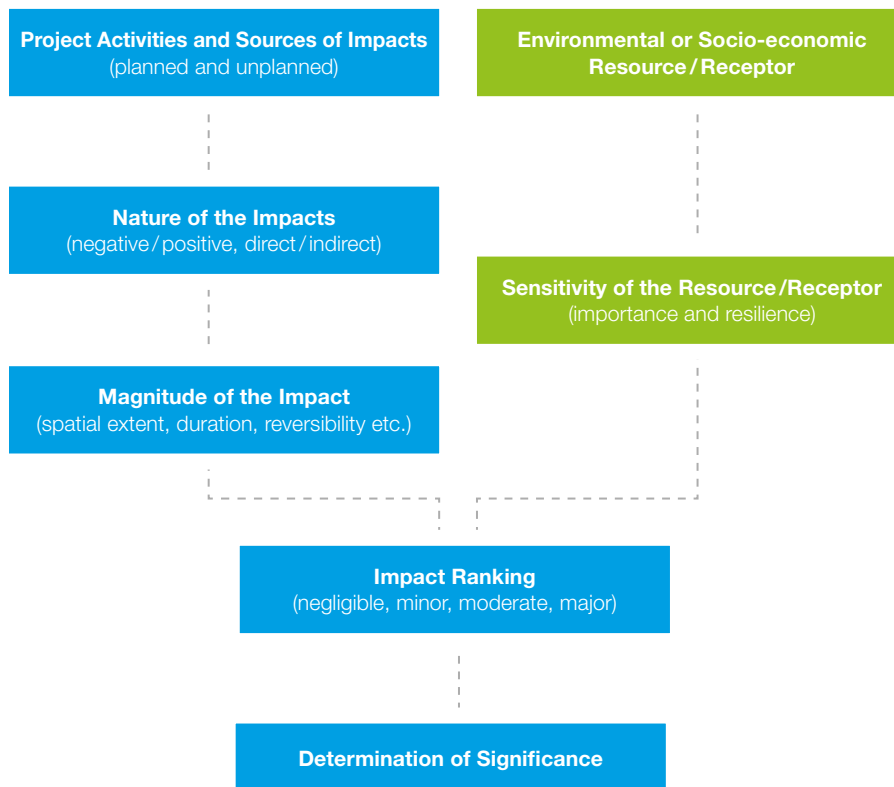 Project Activities and Sources of Impacts
(planned and unplanned)
Environmental or Socio-economic
Resource/Receptor
Nature of the Impacts
(negative/positive, direct/indirect)
Sensitivity of the Resource/Receptor
(importance and resilience)
Magnitude of the Impact
(spatial extent, duration, reversibility etc.)
Impact Ranking
(negligible, minor, moderate, major)
Determination of Significance